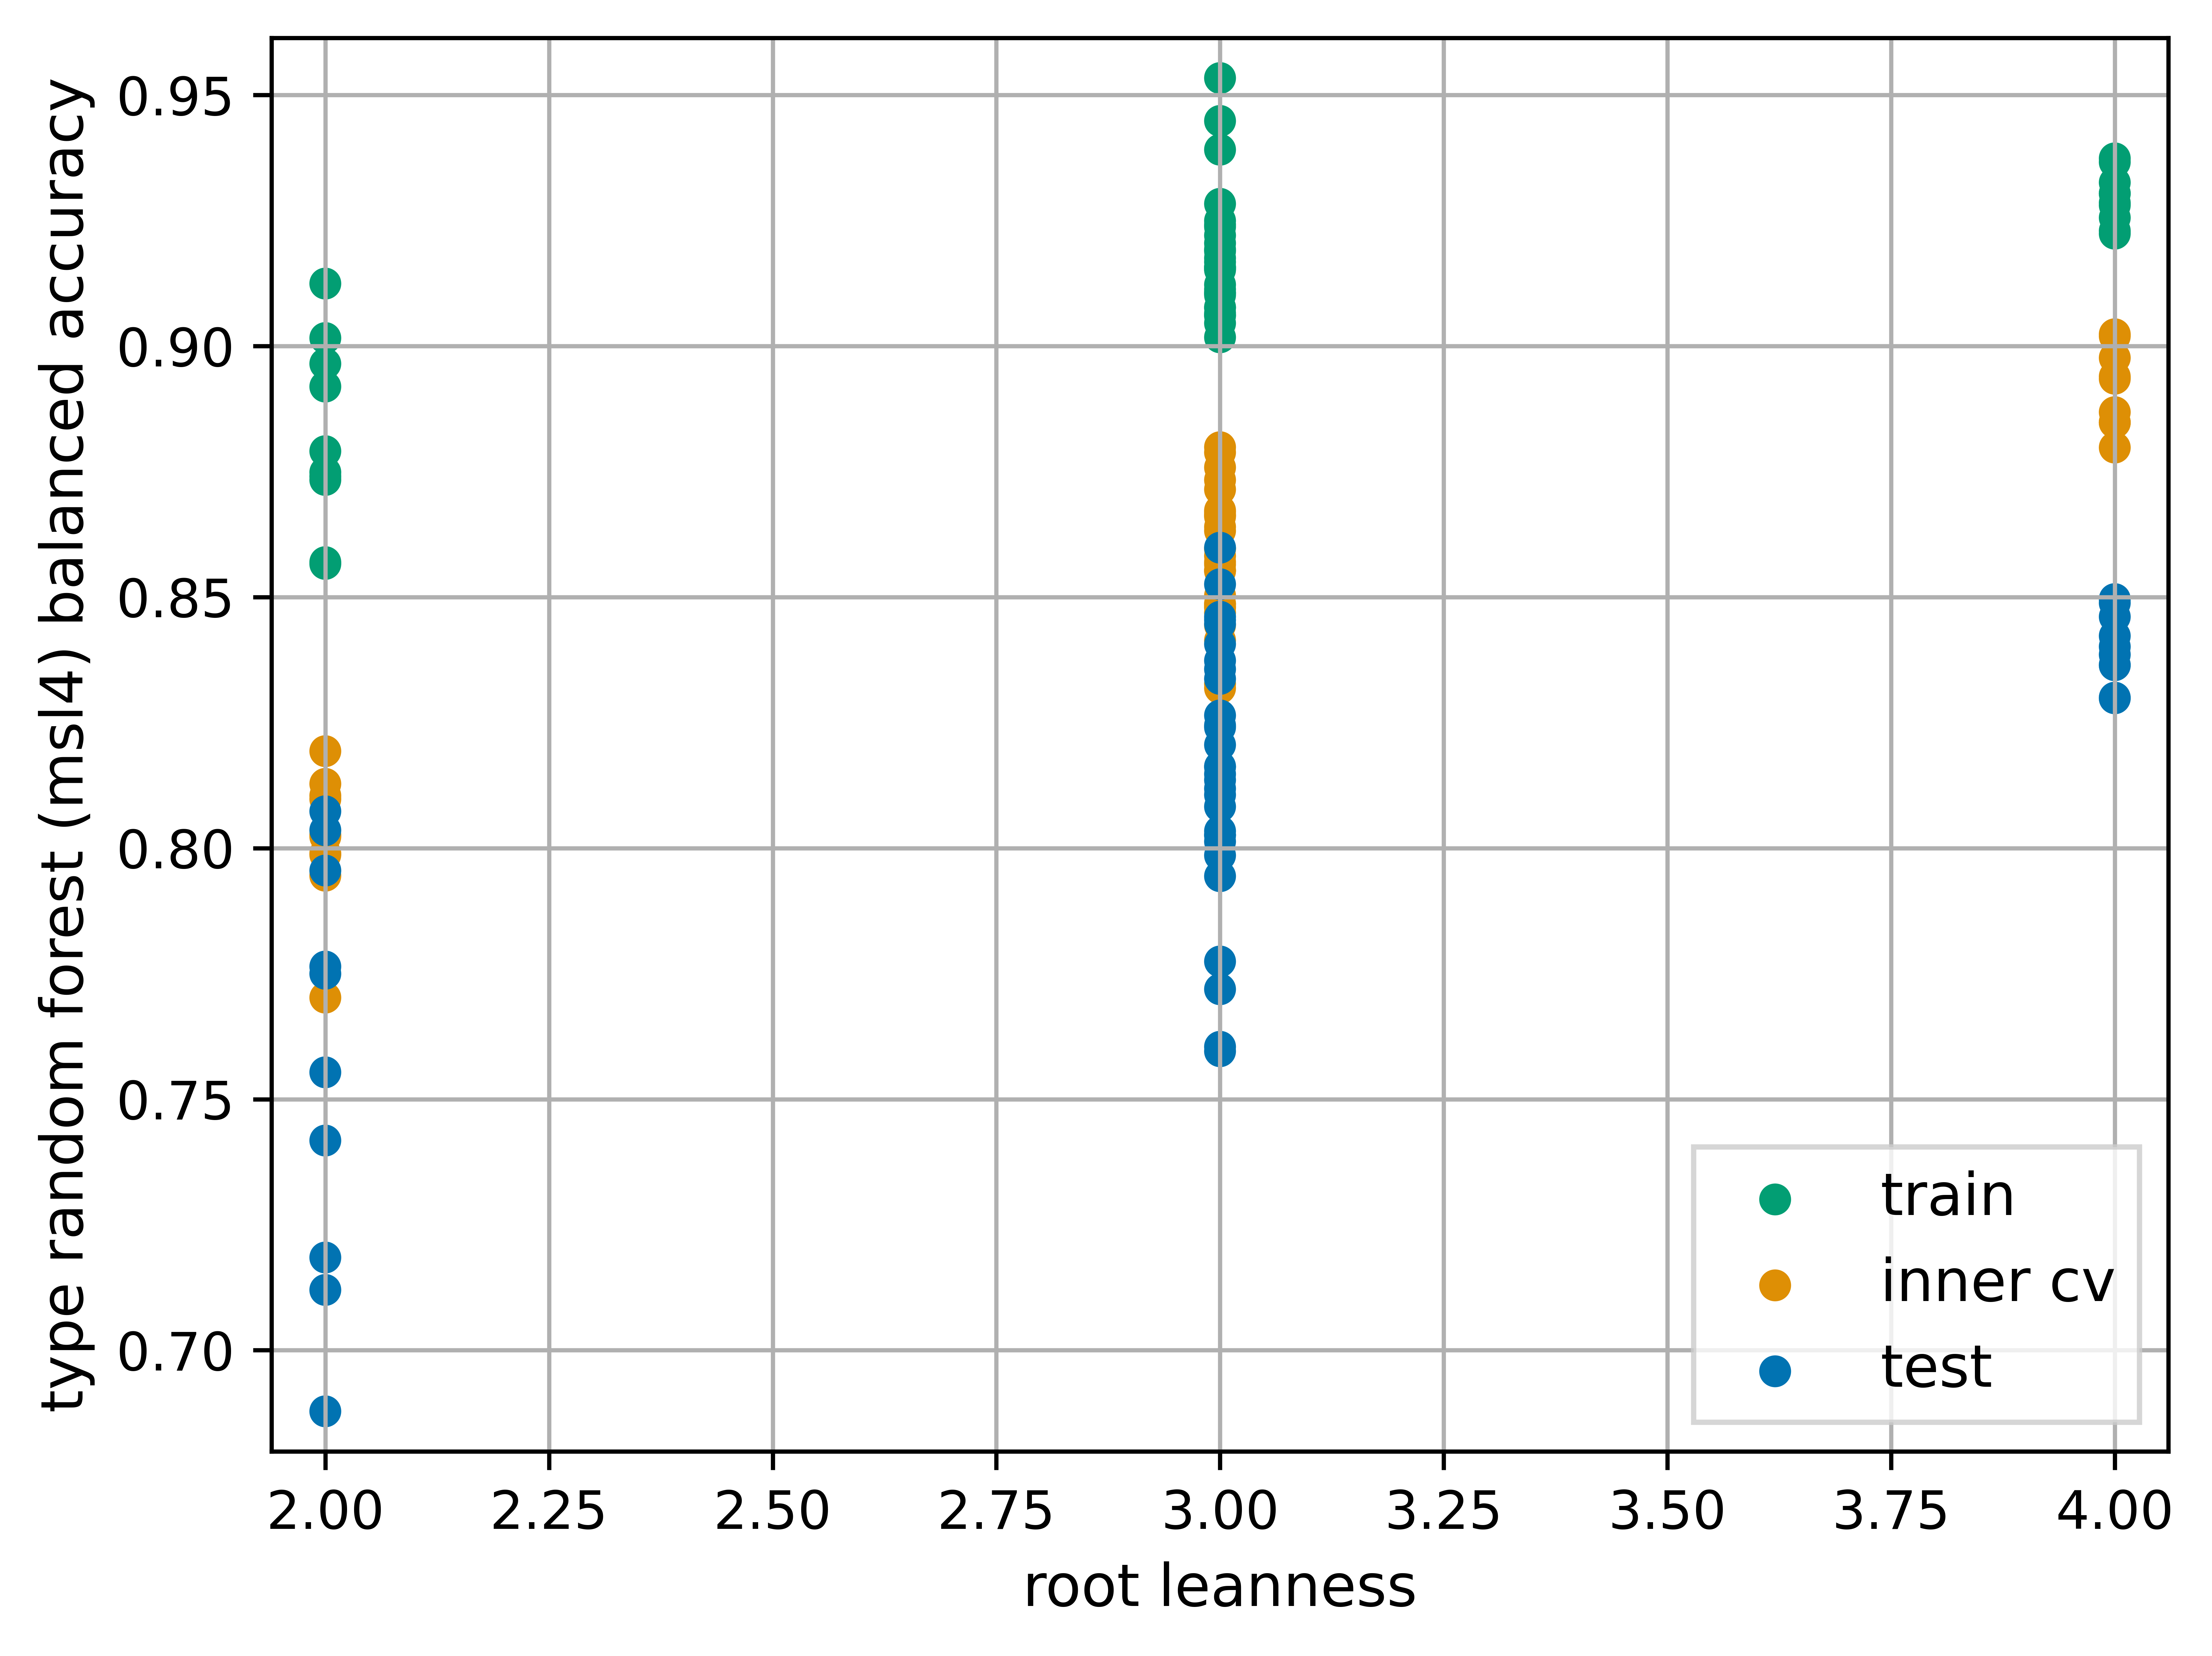 type random forest (msl4) balanced accuracy
0.95
0.90
0.85
0.80
0.75
0.70
train
inner cv
test
2.00 2.25 2.50 2.75 3.00 3.25 3.50 3.75 4.00
root leanness